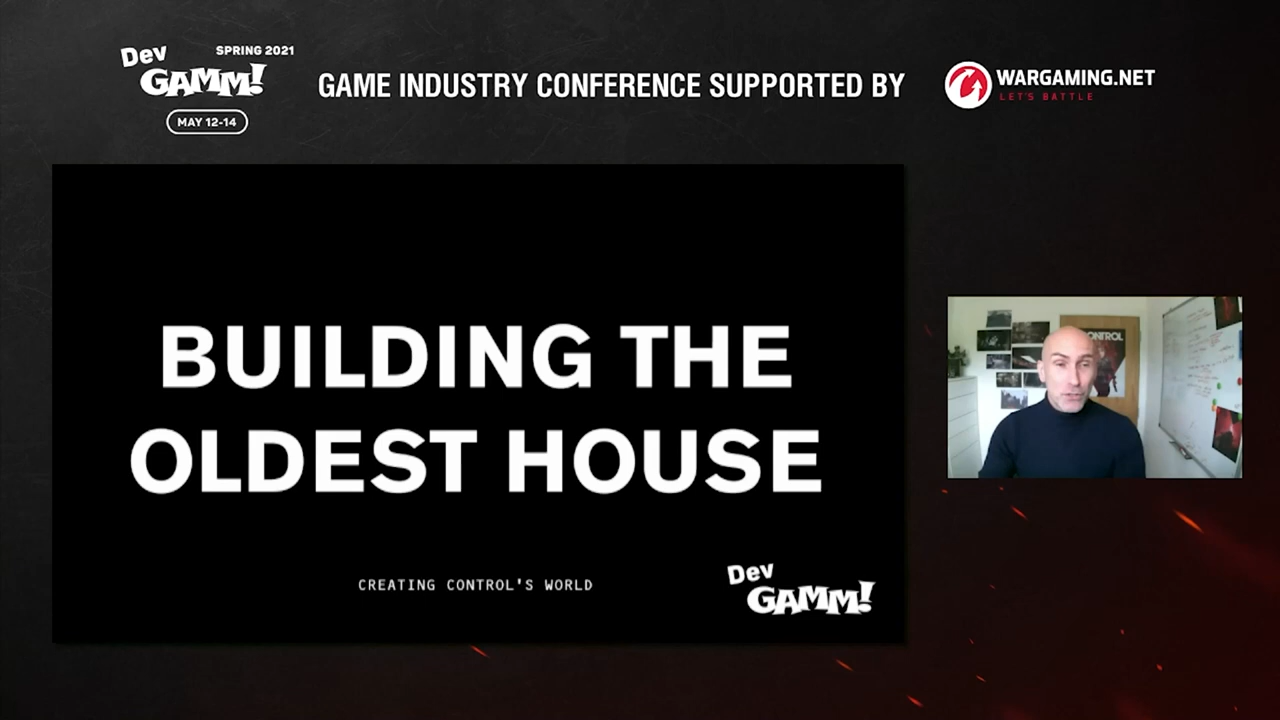 Dev
GAMM!
SPRING 2021
MAY 12-14
GAME INDUSTRY CONFERENCE SUPPORTED BY
WARGAMING.NET
LET'S BATTLE
BUILDING THE
OLDEST HOUSE
CREATING CONTROL'S WORLD
Dev
GAMM!
CONTROL